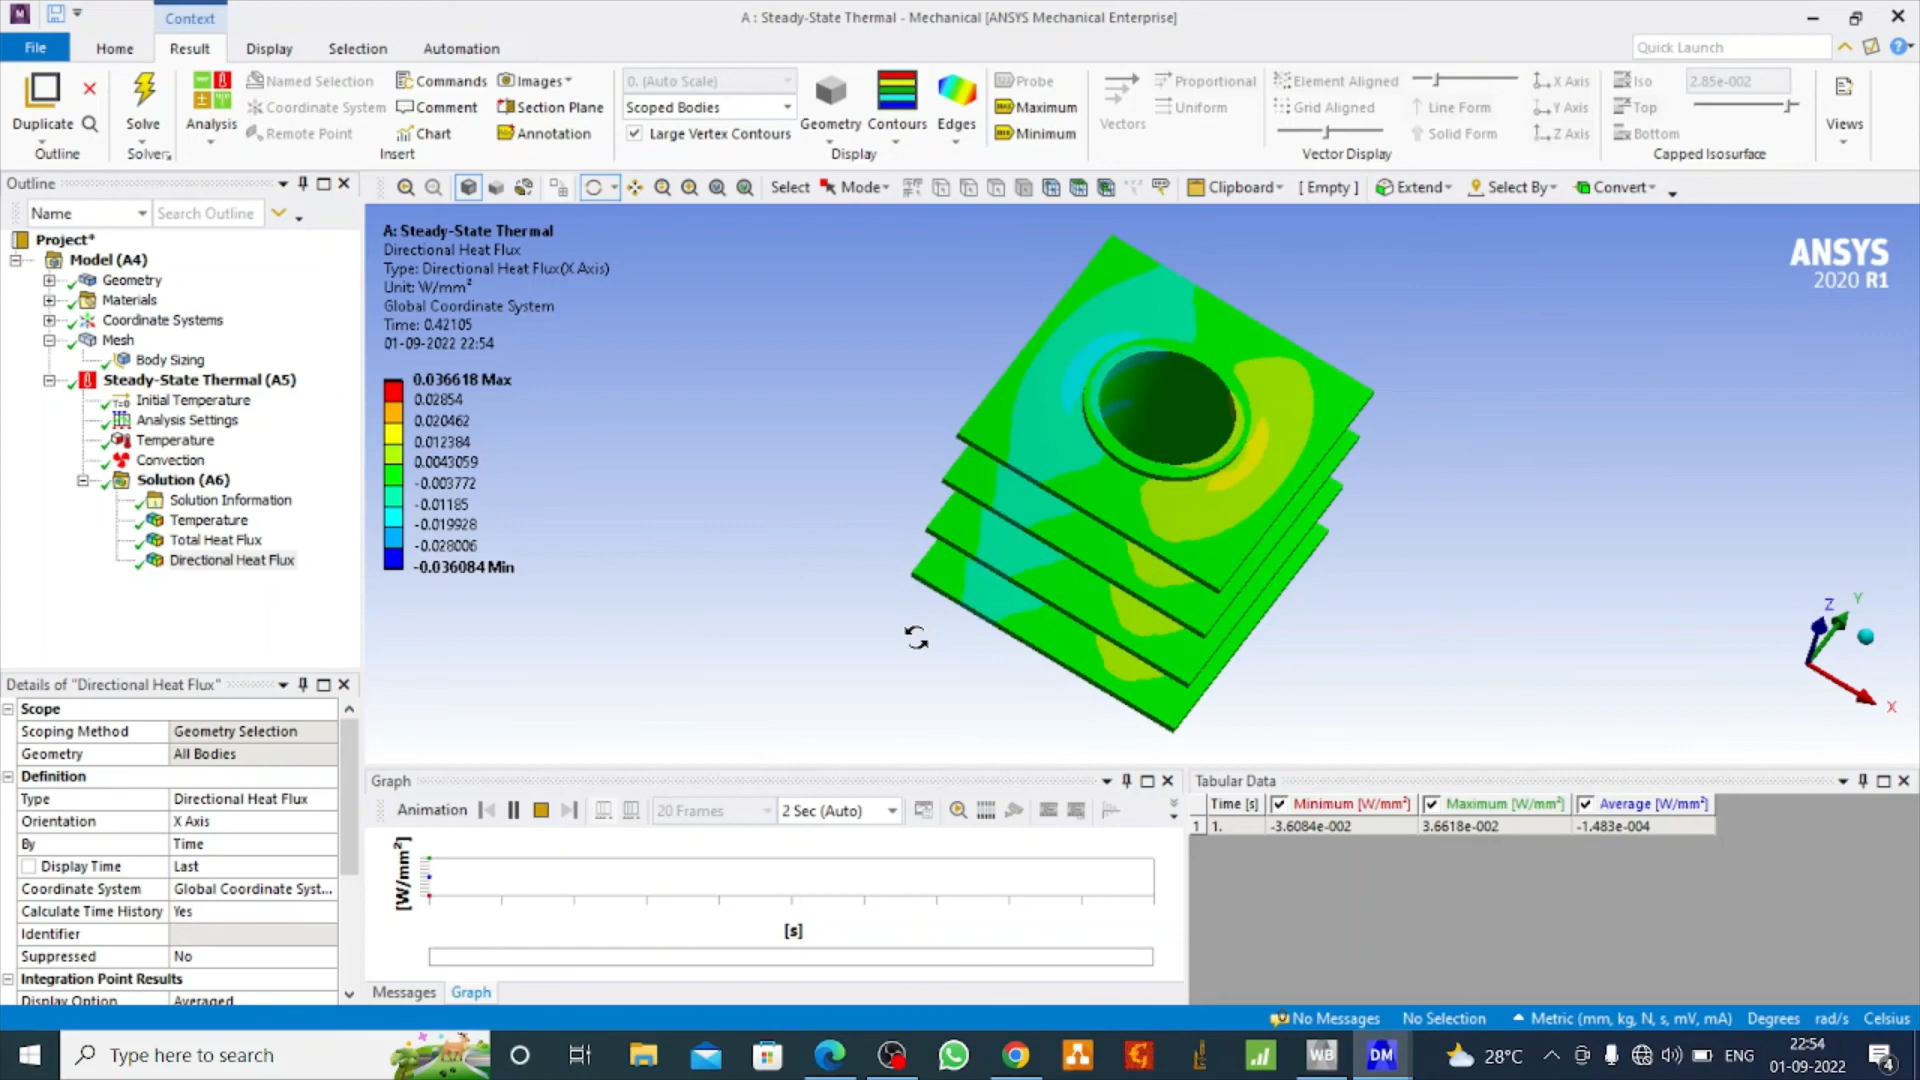 Context
A : Steady-State Thermal - Mechanical [ANSYS Mechanical Enterprise]
File Home Result Display Selection Automation
Quick Launch
Duplicate
Outline
Solve
Solver
Analysis
Named Selection
Coordinate System
Remote Point
Commands
Comment
Chart
Images
Section Plane
Annotation
Insert
0. (Auto Scale)
Scoped Bodies
Large Vertex Contours
Geometry
Contours
Edges
Display
Probe
Maximum
Minimum
Vectors
Proportional
Uniform
Element Aligned
Grid Aligned
Line Form
Solid Form
X Axis
Y Axis
Z Axis
Vector Display
Iso
Top
Bottom
2.85e-002
Capped Isosurface
Views
Outline
Name Search Outline
Select Mode Clipboard [ Empty ] Extend Select By Convert
Project*
Model (A4)
Geometry
Materials
Coordinate Systems
Mesh
Body Sizing
Steady-State Thermal (A5)
Initial Temperature
Analysis Settings
Temperature
Convection
Solution (A6)
Solution Information
Temperature
Total Heat Flux
Directional Heat Flux
A: Steady-State Thermal
Directional Heat Flux
Type: Directional Heat Flux(X Axis)
Unit: W/mm²
Global Coordinate System
Time: 0.42105
01-09-2022 22:54
0.036618 Max
0.02854
0.020462
0.012384
0.0043059
-0.003772
-0.01185
-0.019928
-0.028006
-0.036084 Min
ANSYS
2020 R1
Z
Y
X
Details of "Directional Heat Flux"
Scope
Scoping Method Geometry Selection
Geometry All Bodies
Definition
Type Directional Heat Flux
Orientation X Axis
By Time
Display Time Last
Coordinate System Global Coordinate Syst...
Calculate Time History Yes
Identifier
Suppressed No
Integration Point Results
Display Option Averaged
Graph
Animation 20 Frames 2 Sec (Auto)
[W/mm²]
[s]
Messages Graph
Tabular Data
Time [s] Minimum [W/mm²] Maximum [W/mm²] Average [W/mm²]
1 1. -3.6084e-002 3.6618e-002 -1.483e-004
No Messages No Selection Metric (mm, kg, N, s, mV, mA) Degrees rad/s Celsius
Type here to search
WB
DM
28°C
ENG
22:54
01-09-2022
4